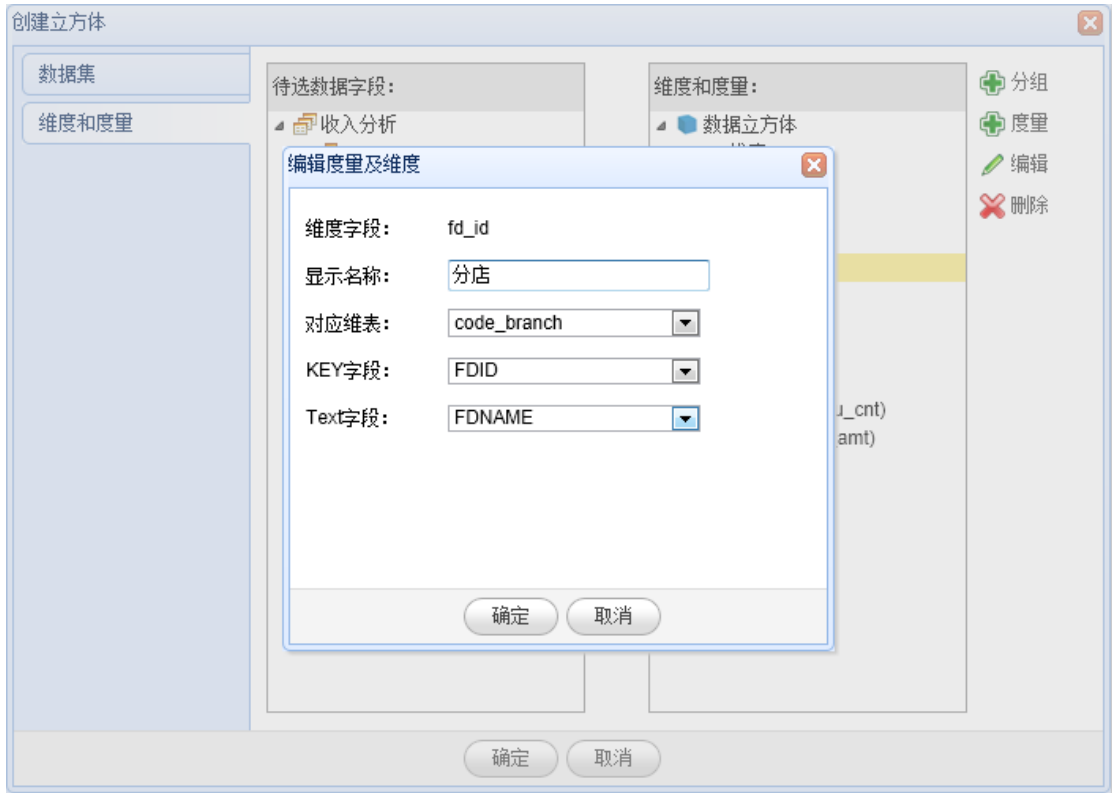 创建立方体
数据集
维度和度量
待选数据字段：
收入分析
维度和度量：
数据立方体
分组
度量
编辑
删除
编辑度量及维度
维度字段： fd_id
显示名称： 分店
对应维表： code_branch
KEY字段： FDID
Text字段： FDNAME
_cnt)
amt)
确定 取消
确定 取消